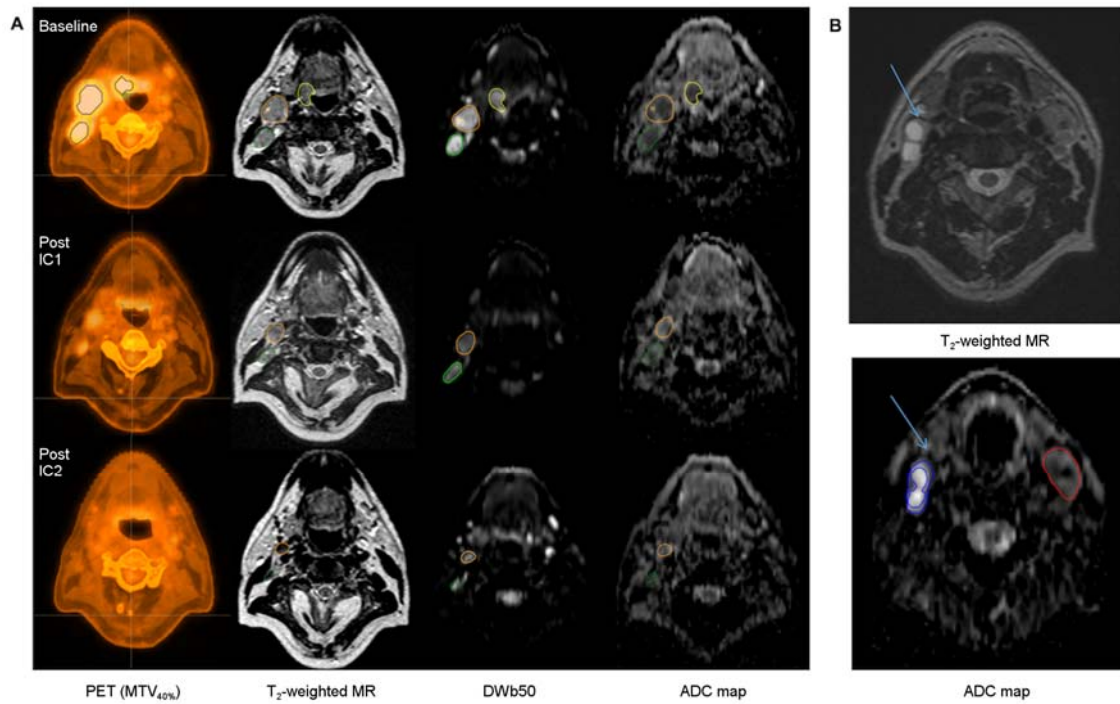 A
Baseline
Post
IC1
Post
IC2
PET (MTV40%)
T2-weighted MR
DWb50
ADC map
B
T2-weighted MR
ADC map